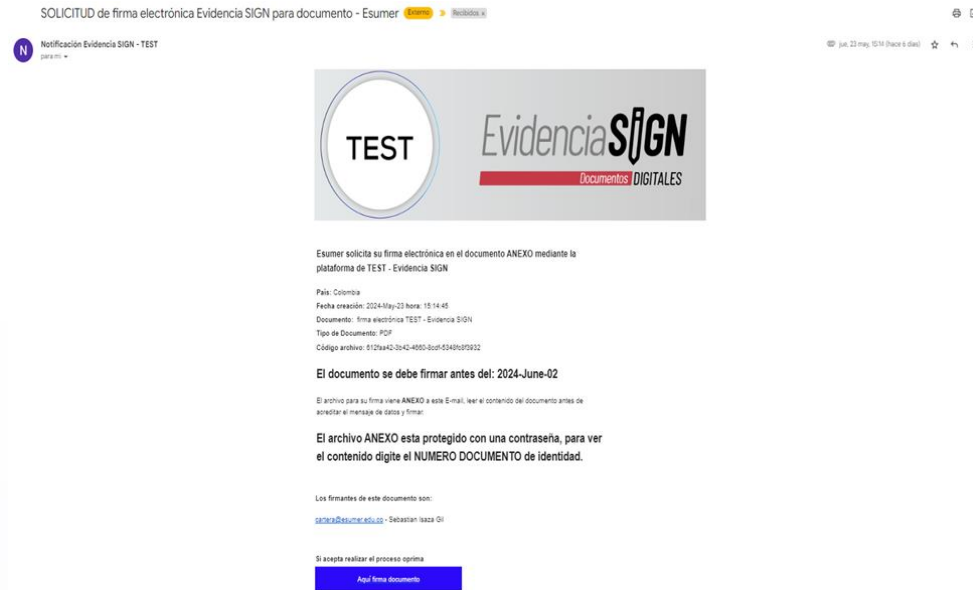 SOLICITUD de firma electrónica Evidencia SIGN para documento - Esumer Externo Recibidos x
N
Notificación Evidencia SIGN - TEST
para mí
jue, 23 may, 15:14 (hace 6 días)
TEST
EvidenciaSIGN
Documentos DIGITALES
Esumer solicita su firma electrónica en el documento ANEXO mediante la
plataforma de TEST - Evidencia SIGN
País: Colombia
Fecha creación: 2024-May-23 hora: 15:14:45
Documento: firma electrónica TEST - Evidencia SIGN
Tipo de Documento: PDF
Código archivo:
El documento se debe firmar antes del: 2024-June-02
El archivo para su firma viene ANEXO a este E-mail, leer el contenido del documento antes de
acreditar el mensaje de datos y firmar.
El archivo ANEXO esta protegido con una contraseña, para ver
el contenido digite el NUMERO DOCUMENTO de identidad.
Los firmantes de este documento son:
cartera@esumer.edu.co - Sebastian Isaza Gil
Si acepta realizar el proceso oprima
Aquí firma documento